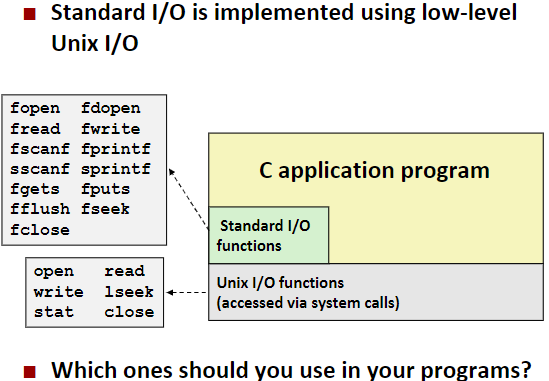 Standard I/O is implemented using low-level
Unix I/O
fopen fdopen
fread fwrite
fscanf fprintf
sscanf sprintf
fgets fputs
fflush fseek
fclose
C application program
Standard I/O
functions
open read
write lseek
stat close
Unix I/O functions
(accessed via system calls)
Which ones should you use in your programs?